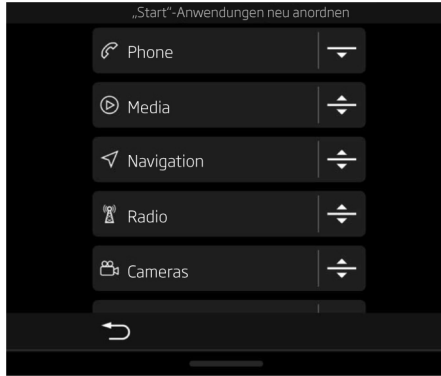 „Start“-Anwendungen neu anordnen
Phone
Media
Navigation
Radio
Cameras